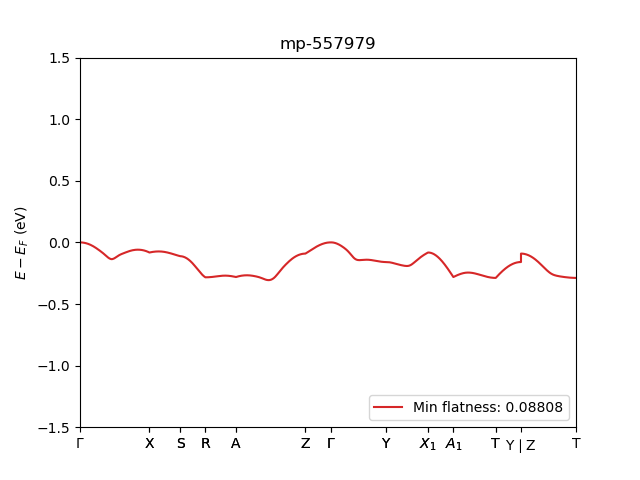 mp-557979
E − E_F (eV)
1.5
1.0
0.5
0.0
−0.5
−1.0
−1.5
Min flatness: 0.08808
Γ X S R A Z Γ Y X₁ A₁ T Y | Z T